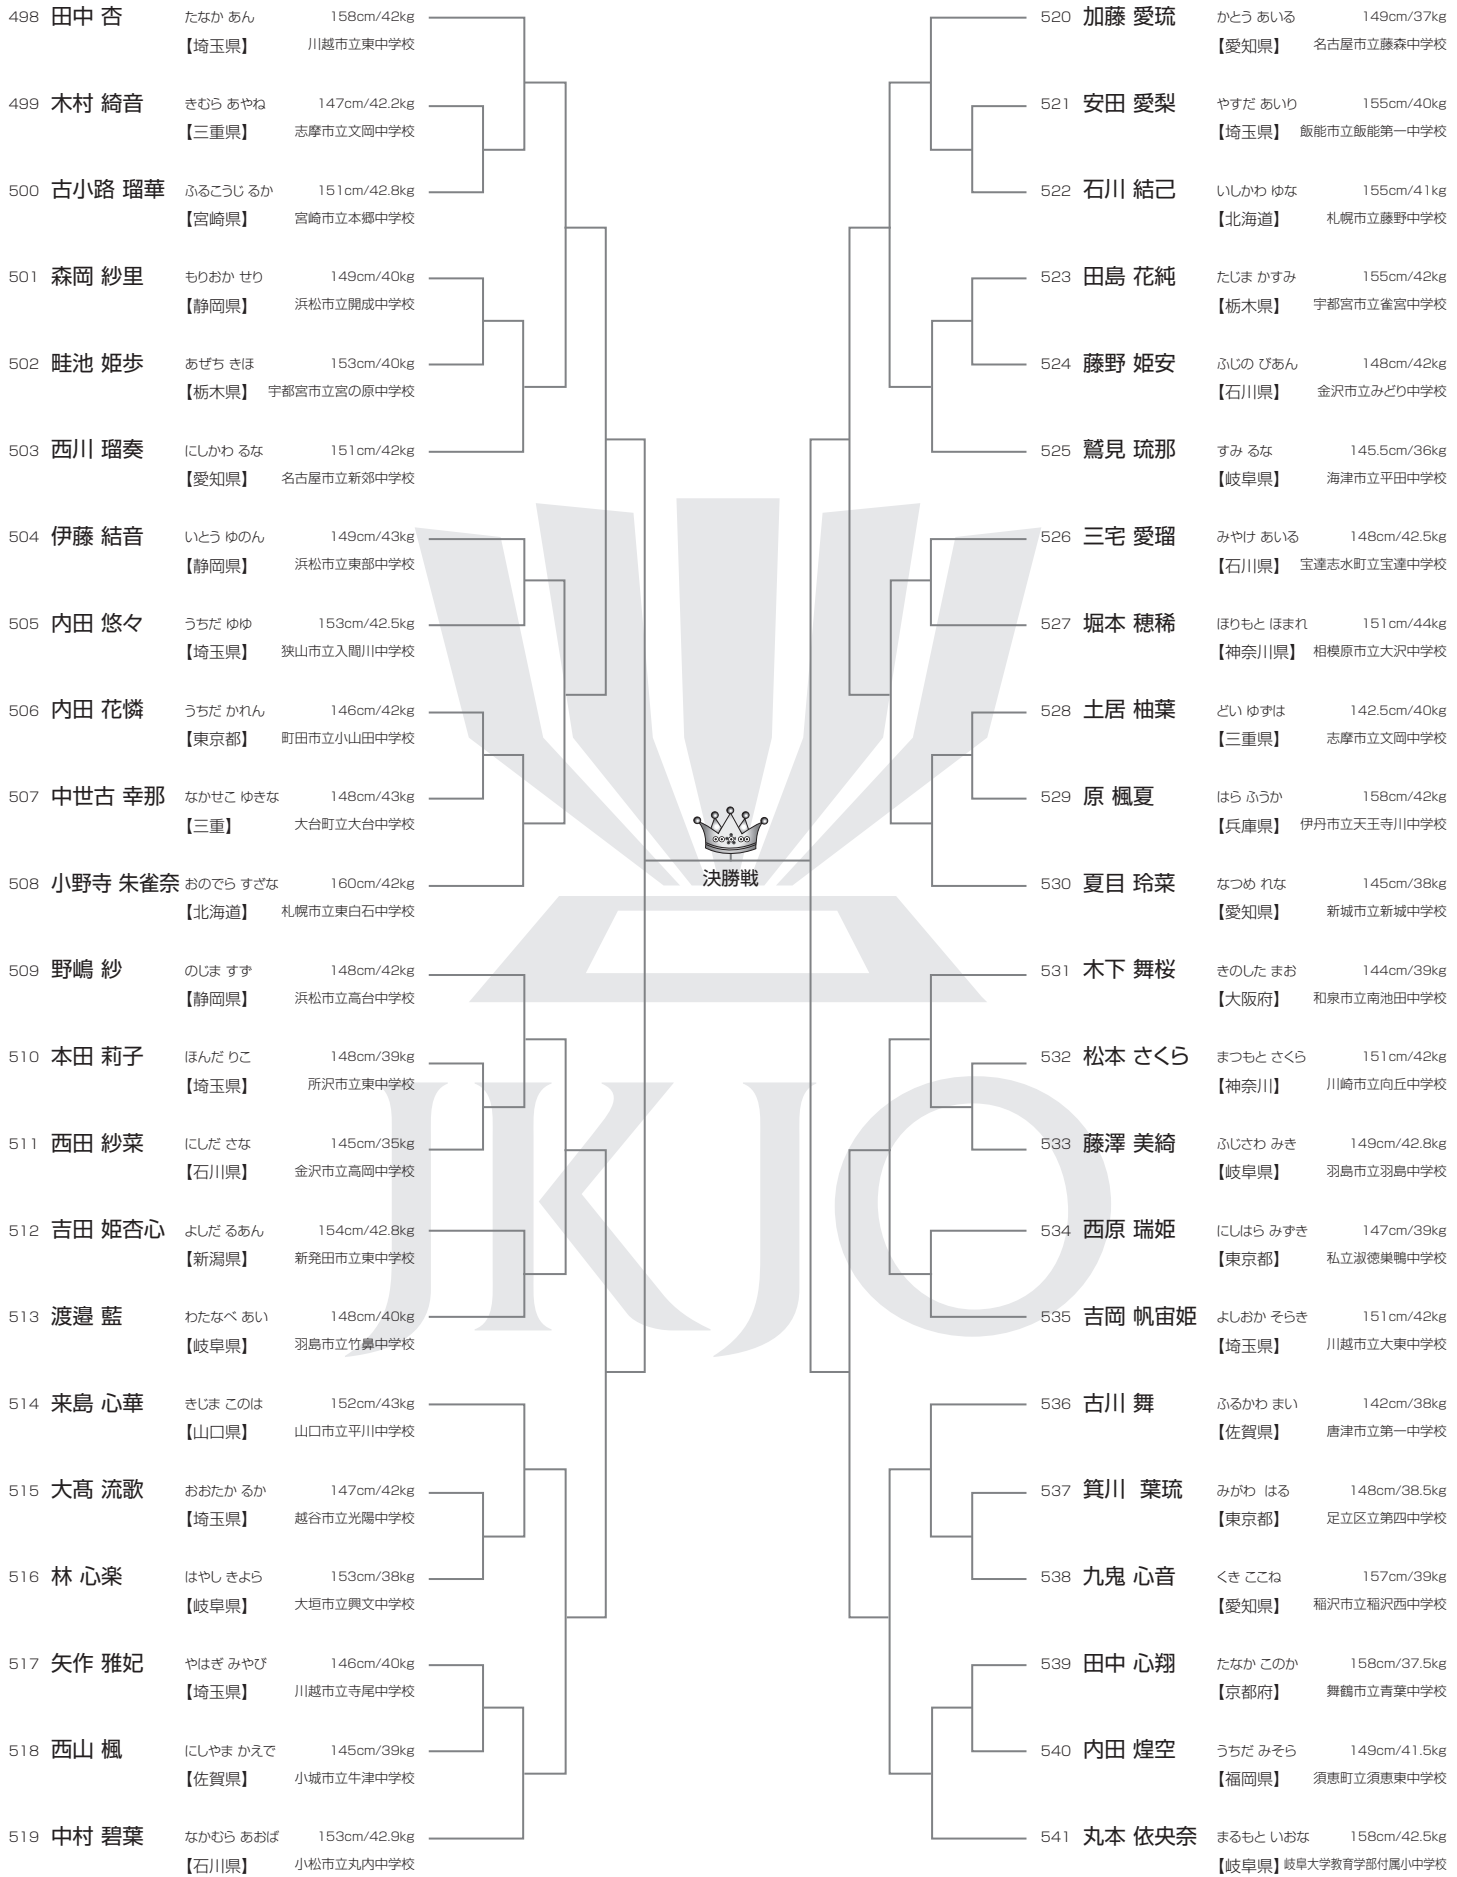 498 田中 杏 たなか あん 158cm/42kg
【埼玉県】 川越市立東中学校
499 木村 綺音 きむら あやね 147cm/42.2kg
【三重県】 志摩市立文岡中学校
500 古小路 瑠華 ふるこうじ るか 151cm/42.8kg
【宮崎県】 宮崎市立本郷中学校
501 森岡 紗里 もりおか せり 149cm/40kg
【静岡県】 浜松市立開成中学校
502 畦池 姫歩 あぜち きほ 153cm/40kg
【栃木県】 宇都宮市立宮の原中学校
503 西川 瑠奏 にしかわ るな 151cm/42kg
【愛知県】 名古屋市立新郊中学校
504 伊藤 結音 いとう ゆのん 149cm/43kg
【静岡県】 浜松市立東部中学校
505 内田 悠々 うちだ ゆゆ 153cm/42.5kg
【埼玉県】 狭山市立入間川中学校
506 内田 花憐 うちだ かれん 146cm/42kg
【東京都】 町田市立小山田中学校
507 中世古 幸那 なかせこ ゆきな 148cm/43kg
【三重】 大台町立大台中学校
508 小野寺 朱雀奈 おのでら すざな 160cm/42kg
【北海道】 札幌市立東白石中学校
509 野嶋 紗 のじま すず 148cm/42kg
【静岡県】 浜松市立高台中学校
510 本田 莉子 ほんだ りこ 148cm/39kg
【埼玉県】 所沢市立東中学校
511 西田 紗菜 にしだ さな 145cm/35kg
【石川県】 金沢市立高岡中学校
512 吉田 姫杏心 よしだ るあん 154cm/42.8kg
【新潟県】 新発田市立東中学校
513 渡邉 藍 わたなべ あい 148cm/40kg
【岐阜県】 羽島市立竹鼻中学校
514 来島 心華 きじま このは 152cm/43kg
【山口県】 山口市立平川中学校
515 大髙 流歌 おおたか るか 147cm/42kg
【埼玉県】 越谷市立光陽中学校
516 林 心楽 はやし きよら 153cm/38kg
【岐阜県】 大垣市立興文中学校
517 矢作 雅妃 やはぎ みやび 146cm/40kg
【埼玉県】 川越市立寺尾中学校
518 西山 楓 にしやま かえで 145cm/39kg
【佐賀県】 小城市立牛津中学校
519 中村 碧葉 なかむら あおば 153cm/42.9kg
【石川県】 小松市立丸内中学校
決勝戦
JKJO
520 加藤 愛琉 かとう あいる 149cm/37kg
【愛知県】 名古屋市立藤森中学校
521 安田 愛梨 やすだ あいり 155cm/40kg
【埼玉県】 飯能市立飯能第一中学校
522 石川 結己 いしかわ ゆな 155cm/41kg
【北海道】 札幌市立藤野中学校
523 田島 花純 たじま かすみ 155cm/42kg
【栃木県】 宇都宮市立雀宮中学校
524 藤野 姫安 ふじの びあん 148cm/42kg
【石川県】 金沢市立みどり中学校
525 鷲見 琉那 すみ るな 145.5cm/36kg
【岐阜県】 海津市立平田中学校
526 三宅 愛瑠 みやけ あいる 148cm/42.5kg
【石川県】 宝達志水町立宝達中学校
527 堀本 穂稀 ほりもと ほまれ 151cm/44kg
【神奈川県】 相模原市立大沢中学校
528 土居 柚葉 どい ゆずは 142.5cm/40kg
【三重県】 志摩市立文岡中学校
529 原 楓夏 はら ふうか 158cm/42kg
【兵庫県】 伊丹市立天王寺川中学校
530 夏目 玲菜 なつめ れな 145cm/38kg
【愛知県】 新城市立新城中学校
531 木下 舞桜 きのした まお 144cm/39kg
【大阪府】 和泉市立南池田中学校
532 松本 さくら まつもと さくら 151cm/42kg
【神奈川】 川崎市立向丘中学校
533 藤澤 美綺 ふじさわ みき 149cm/42.8kg
【岐阜県】 羽島市立羽島中学校
534 西原 瑞姫 にしはら みずき 147cm/39kg
【東京都】 私立淑徳巣鴨中学校
535 吉岡 帆宙姫 よしおか そらき 151cm/42kg
【埼玉県】 川越市立大東中学校
536 古川 舞 ふるかわ まい 142cm/38kg
【佐賀県】 唐津市立第一中学校
537 箕川 葉琉 みがわ はる 148cm/38.5kg
【東京都】 足立区立第四中学校
538 九鬼 心音 くき ここね 157cm/39kg
【愛知県】 稲沢市立稲沢西中学校
539 田中 心翔 たなか このか 158cm/37.5kg
【京都府】 舞鶴市立青葉中学校
540 内田 煌空 うちだ みそら 149cm/41.5kg
【福岡県】 須恵町立須恵東中学校
541 丸本 依央奈 まるもと いおな 158cm/42.5kg
【岐阜県】 岐阜大学教育学部付属小中学校